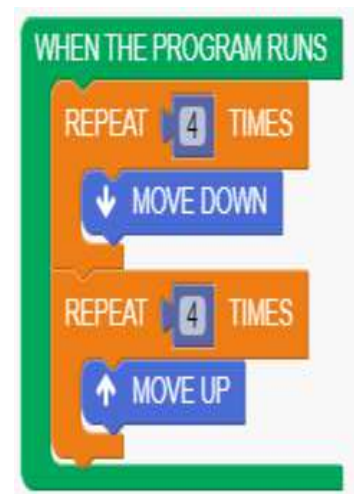 WHEN THE PROGRAM RUNS
REPEAT 4 TIMES
MOVE DOWN
REPEAT 4 TIMES
MOVE UP